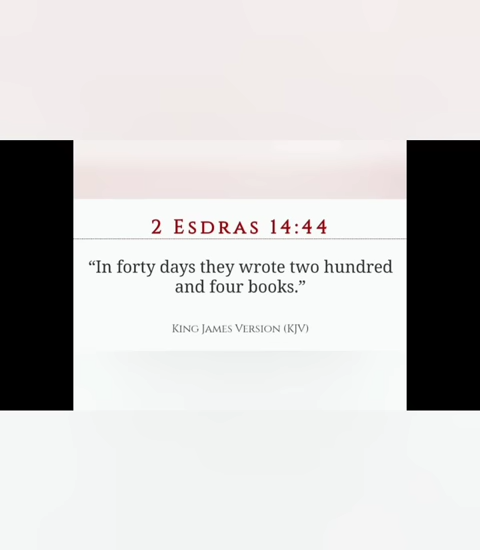 2 Esdras 14:44
“In forty days they wrote two hundred
and four books.”
King James Version (KJV)